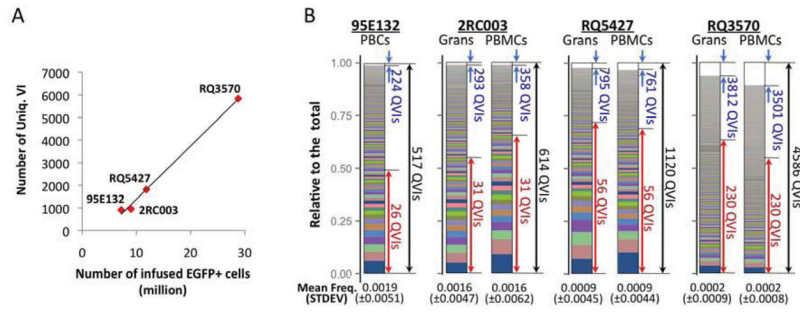 A
Number of Uniq. VI
7000
6000
5000
4000
3000
2000
1000
0
RQ3570
RQ5427
95E132
2RC003
0 10 20 30
Number of infused EGFP+ cells
(million)
B
95E132 2RC003 RQ5427 RQ3570
PBCs Grans PBMCs Grans PBMCs Grans PBMCs
Relative to the total
1.00
0.75
0.50
0.25
0.00
224 QVIs
26 QVIs
517 QVIs
293 QVIs
31 QVIs
358 QVIs
31 QVIs
614 QVIs
795 QVIs
56 QVIs
761 QVIs
56 QVIs
1120 QVIs
3812 QVIs
230 QVIs
3501 QVIs
230 QVIs
4586 QVIs
Mean Freq. 0.0019 0.0016 0.0016 0.0009 0.0009 0.0002 0.0002
(STDEV) (±0.0051) (±0.0047) (±0.0062) (±0.0045) (±0.0044) (±0.0009) (±0.0008)